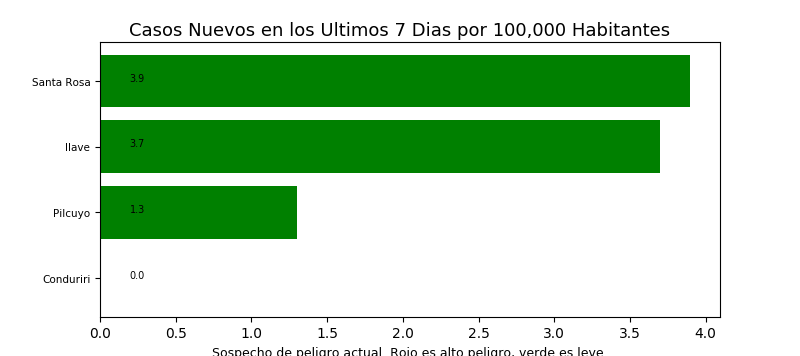 Casos Nuevos en los Ultimos 7 Dias por 100,000 Habitantes
Santa Rosa
3.9
Ilave
3.7
Pilcuyo
1.3
Conduriri
0.0
0.0 0.5 1.0 1.5 2.0 2.5 3.0 3.5 4.0
Sospecho de peligro actual. Rojo es alto peligro, verde es leve